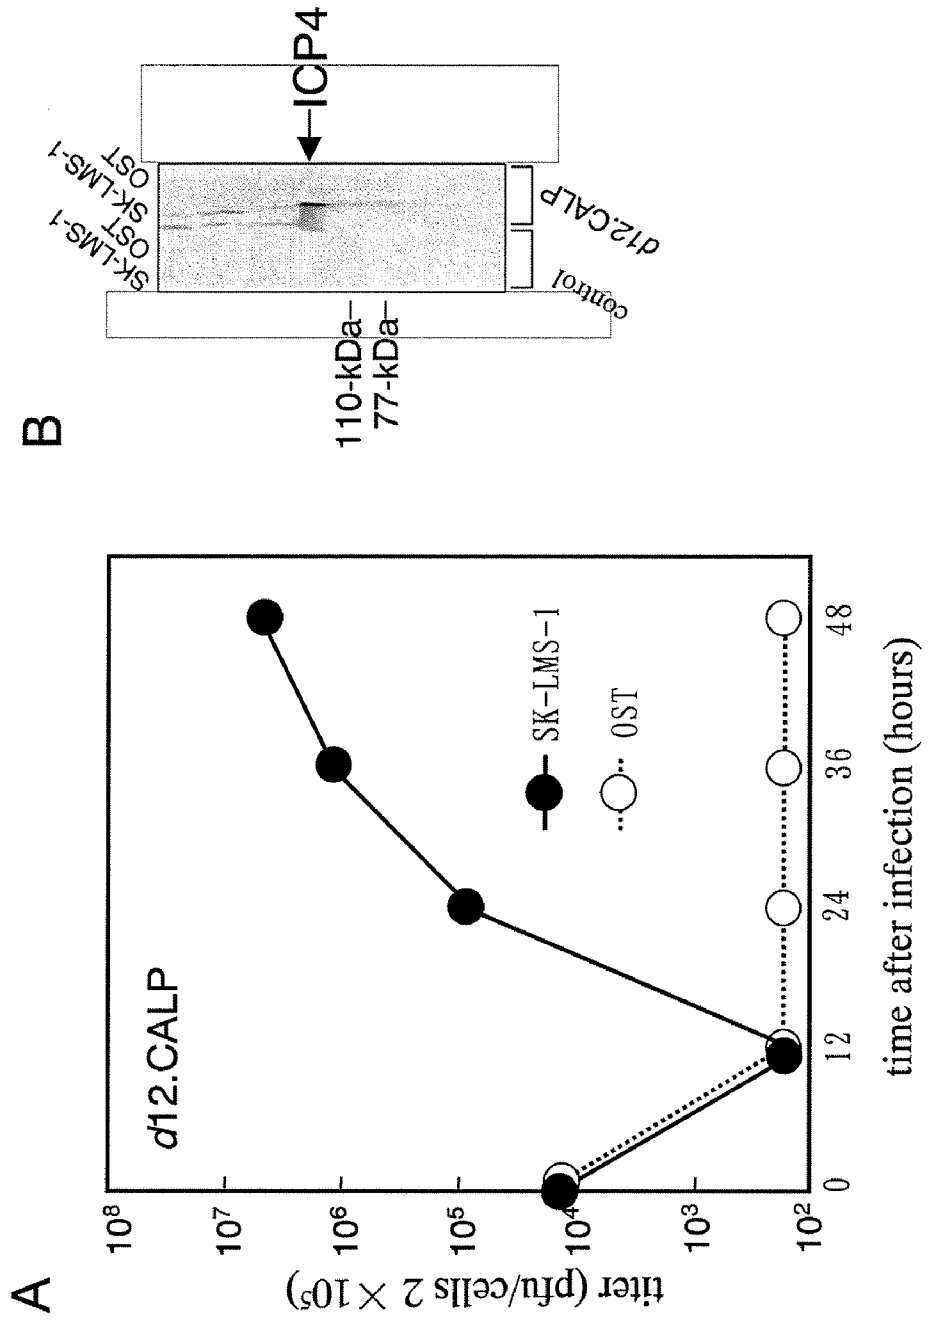 A
d12.CALP
titer (pfu/cells 2 × 10⁵)
10⁸
10⁷
10⁶
10⁵
10⁴
10³
10²
SK-LMS-1
OST
0
12
24
36
48
time after infection (hours)
B
SK-LMS-1
OST
SK-LMS-1
OST
110-kDa
77-kDa
ICP4
control
d12.CALP